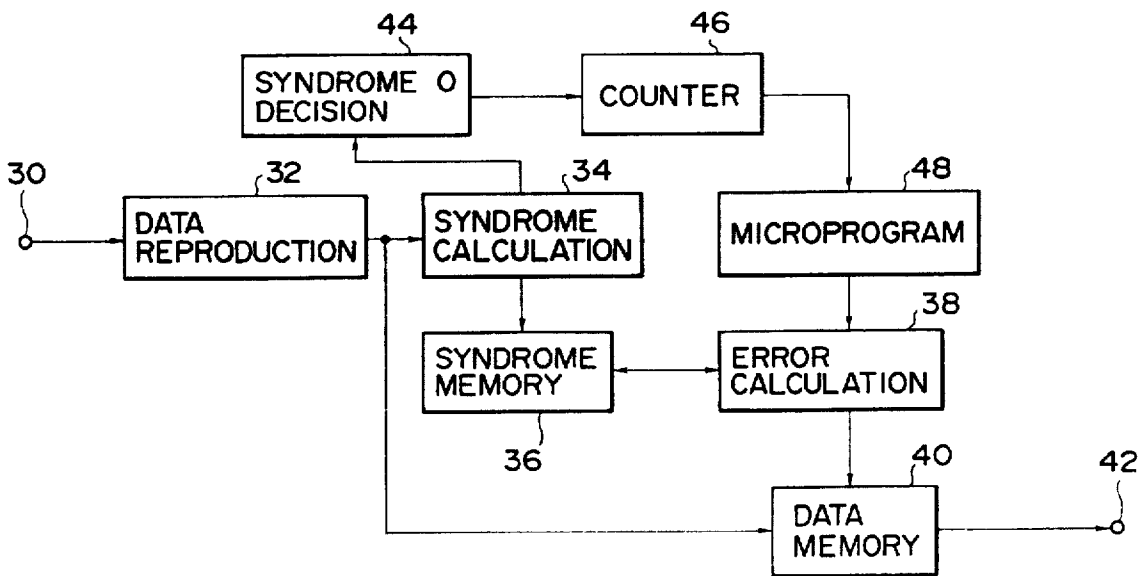 44
46
SYNDROME 0
DECISION
COUNTER
30
32
34
48
DATA
REPRODUCTION
SYNDROME
CALCULATION
MICROPROGRAM
38
SYNDROME
MEMORY
ERROR
CALCULATION
36
40
42
DATA
MEMORY